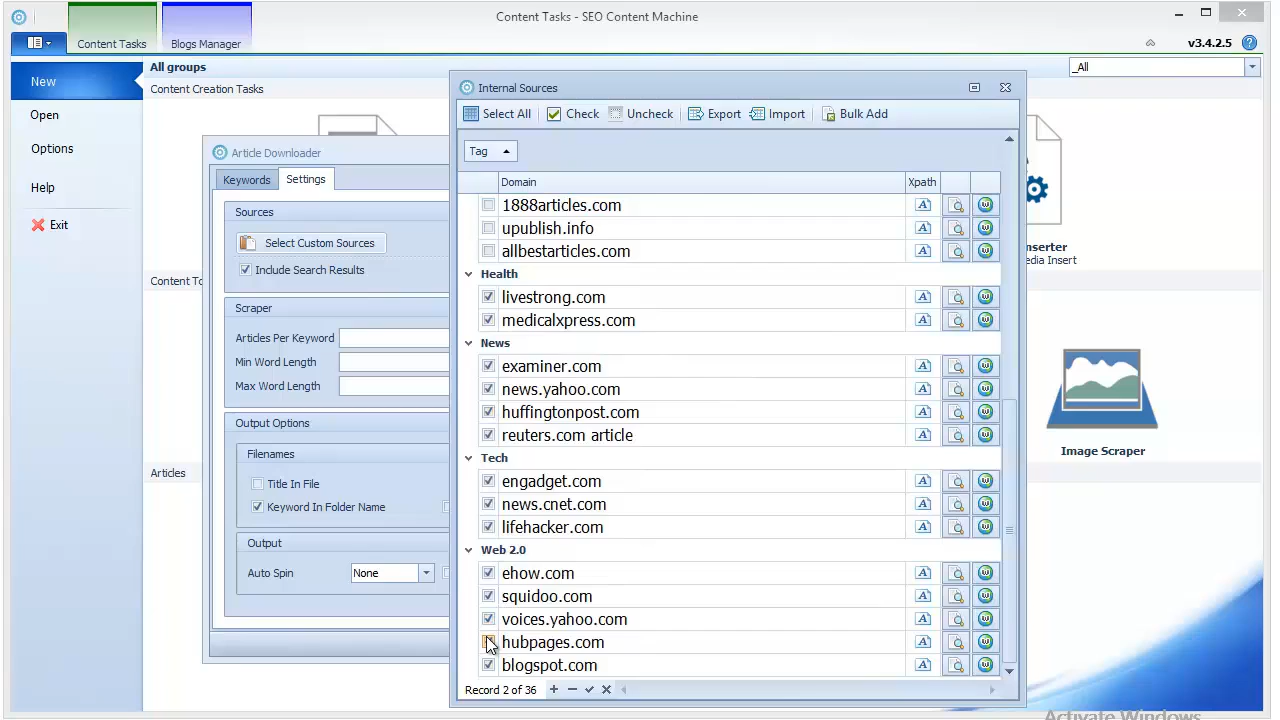 Content Tasks - SEO Content Machine
Content Tasks
Blogs Manager
v3.4.2.5
New
Open
Options
Help
Exit
All groups
_All
Content Creation Tasks
Article Downloader
Keywords
Settings
Sources
Select Custom Sources
Include Search Results
Scraper
Articles Per Keyword
Min Word Length
Max Word Length
Output Options
Filenames
Title In File
Keyword In Folder Name
Output
Auto Spin
None
Content To
Articles
Internal Sources
Select All
Check
Uncheck
Export
Import
Bulk Add
Tag
Domain
Xpath
1888articles.com
upublish.info
allbestarticles.com
Health
livestrong.com
medicalxpress.com
News
examiner.com
news.yahoo.com
huffingtonpost.com
reuters.com article
Tech
engadget.com
news.cnet.com
lifehacker.com
Web 2.0
ehow.com
squidoo.com
voices.yahoo.com
hubpages.com
blogspot.com
Record 2 of 36
nserter
edia Insert
Image Scraper
Activate Windows